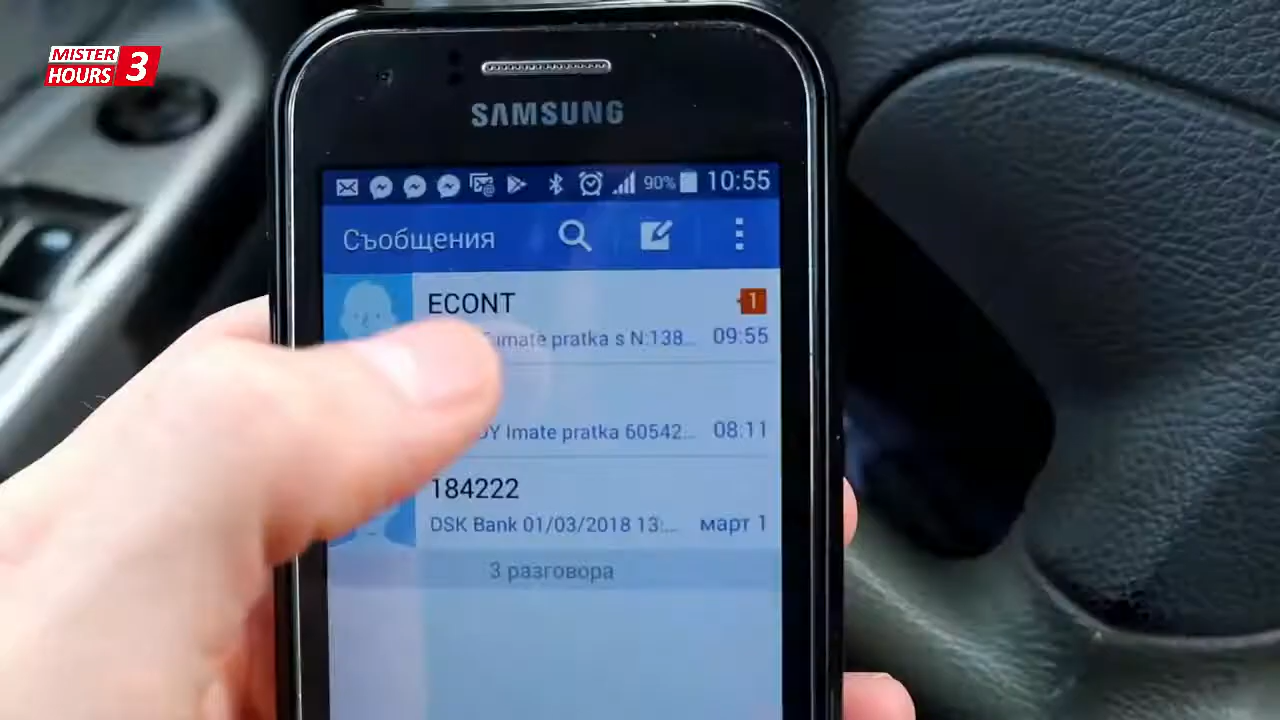 MISTER
HOURS 3
SAMSUNG
90% 10:55
Съобщения
ECONT
1
Imate pratka s N:138... 09:55
Imate pratka 60542... 08:11
184222
DSK Bank 01/03/2018 13:... март 1
3 разговора